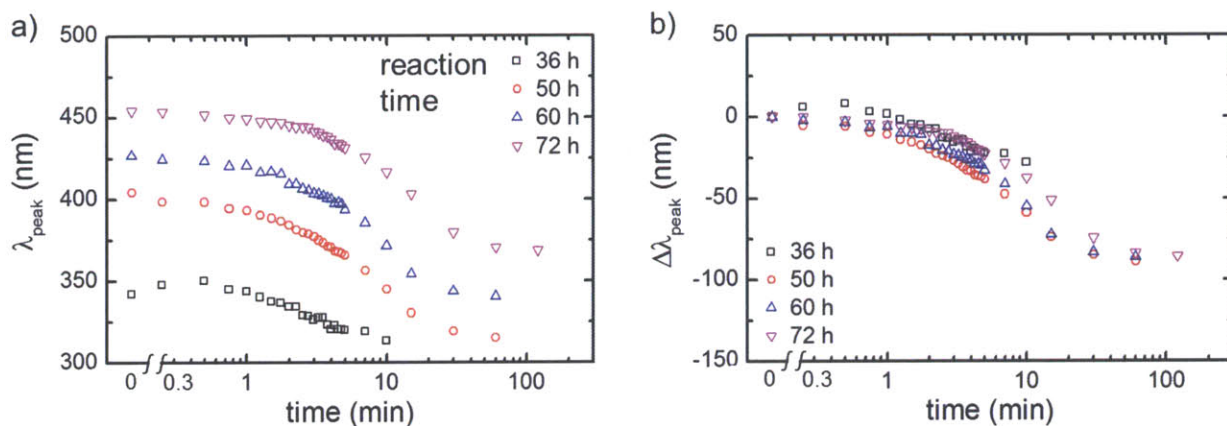 a)
500
450
400
350
300
λpeak (nm)
reaction
time
36 h
50 h
60 h
72 h
0
0.3
1
10
100
time (min)
b)
50
0
-50
-100
-150
Δλpeak (nm)
36 h
50 h
60 h
72 h
0
0.3
1
10
100
time (min)